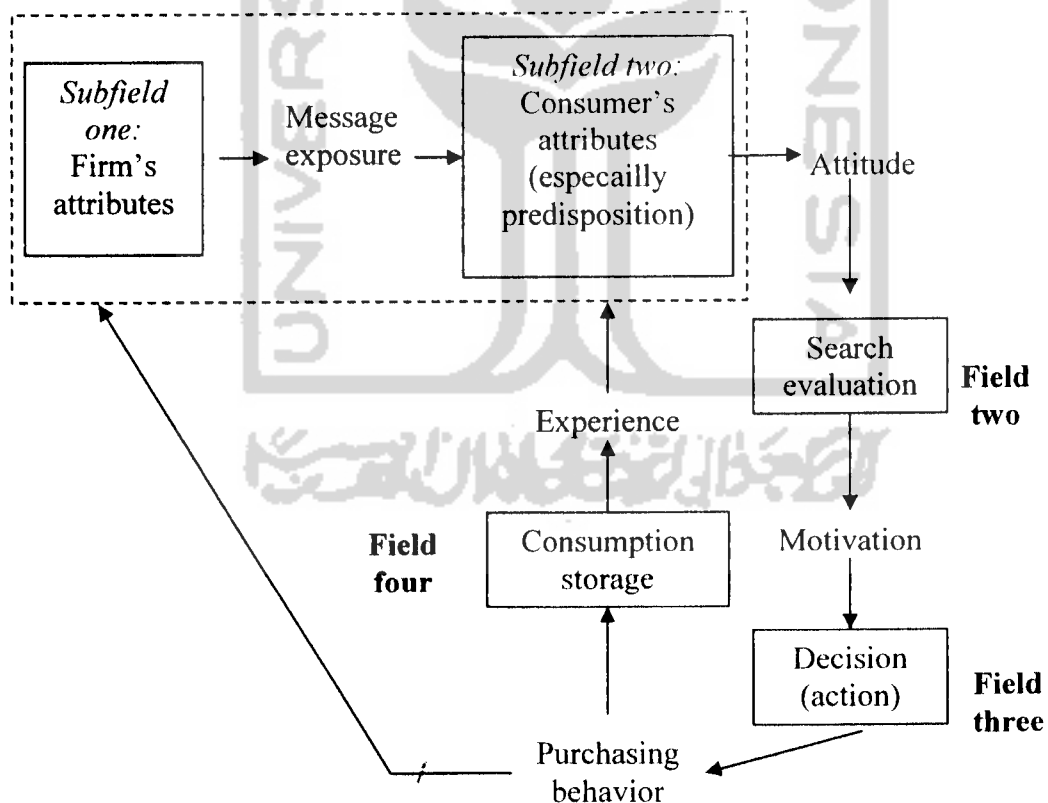 Subfield
one:
Firm's
attributes
Message
exposure
Subfield two:
Consumer's
attributes
(especailly
predisposition)
Attitude
Search
evaluation
Field
two
Experience
Field
four
Consumption
storage
Motivation
Decision
(action)
Field
three
Purchasing
behavior